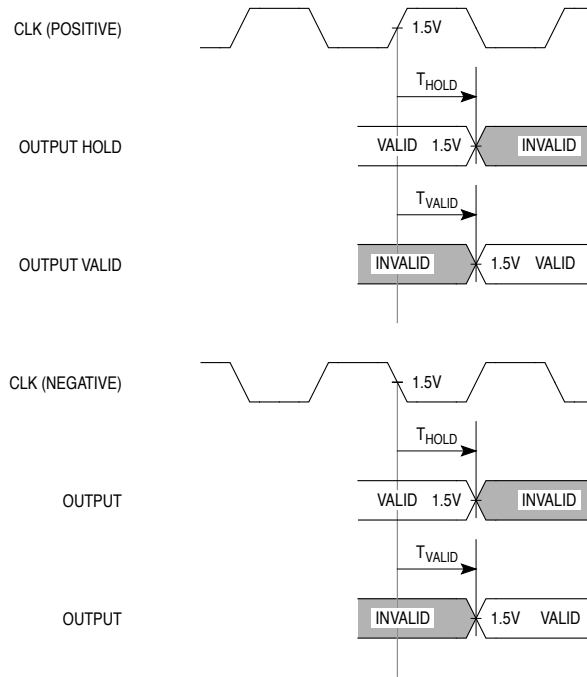 CLK (POSITIVE)
1.5V
THOLD
OUTPUT HOLD
VALID 1.5V INVALID
TVALID
OUTPUT VALID
INVALID 1.5V VALID
CLK (NEGATIVE)
1.5V
THOLD
OUTPUT
VALID 1.5V INVALID
TVALID
OUTPUT
INVALID 1.5V VALID